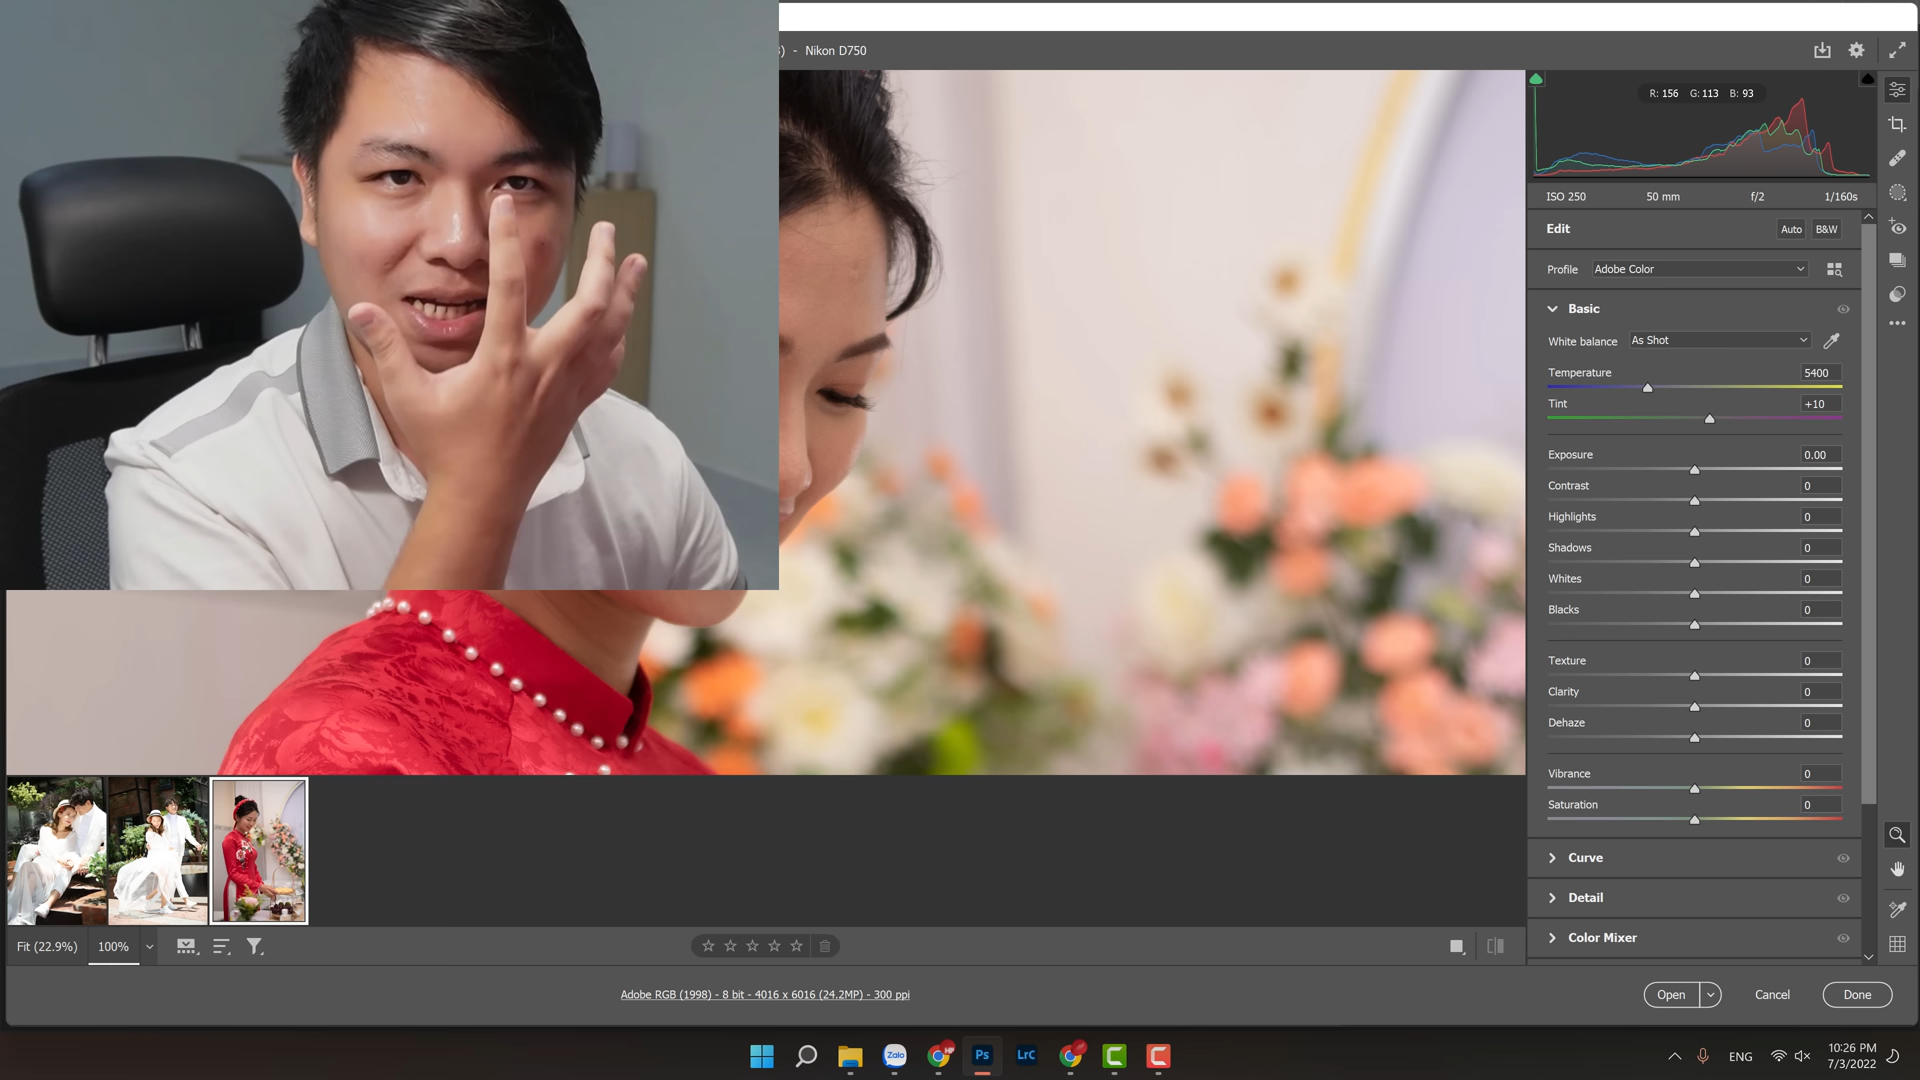 ) - Nikon D750
R: 156 G: 113 B: 93
ISO 250 50 mm f/2 1/160s
Edit Auto B&W
Profile Adobe Color
Basic
White balance As Shot
Temperature 5400
Tint +10
Exposure 0.00
Contrast 0
Highlights 0
Shadows 0
Whites 0
Blacks 0
Texture 0
Clarity 0
Dehaze 0
Vibrance 0
Saturation 0
Curve
Detail
Color Mixer
Fit (22.9%) 100%
Adobe RGB (1998) - 8 bit - 4016 x 6016 (24.2MP) - 300 ppi
Open Cancel Done
Zalo HP Ps LrC
ENG
10:26 PM
7/3/2022